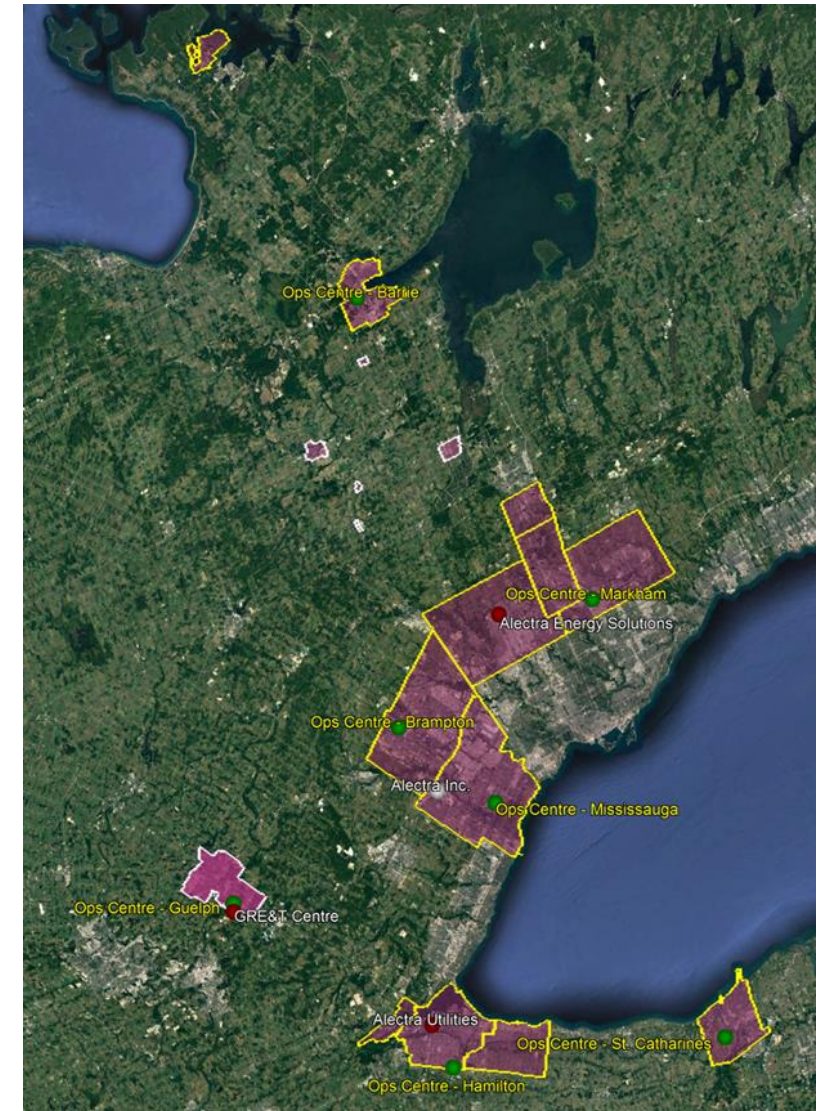 Ops Centre - Barrie
Ops Centre - Markham
Alectra Energy Solutions
Ops Centre - Brampton
Alectra Inc.
Ops Centre - Mississauga
Ops Centre - Guelph
GRE&T Centre
Alectra Utilities
Ops Centre - St. Catharines
Ops Centre - Hamilton